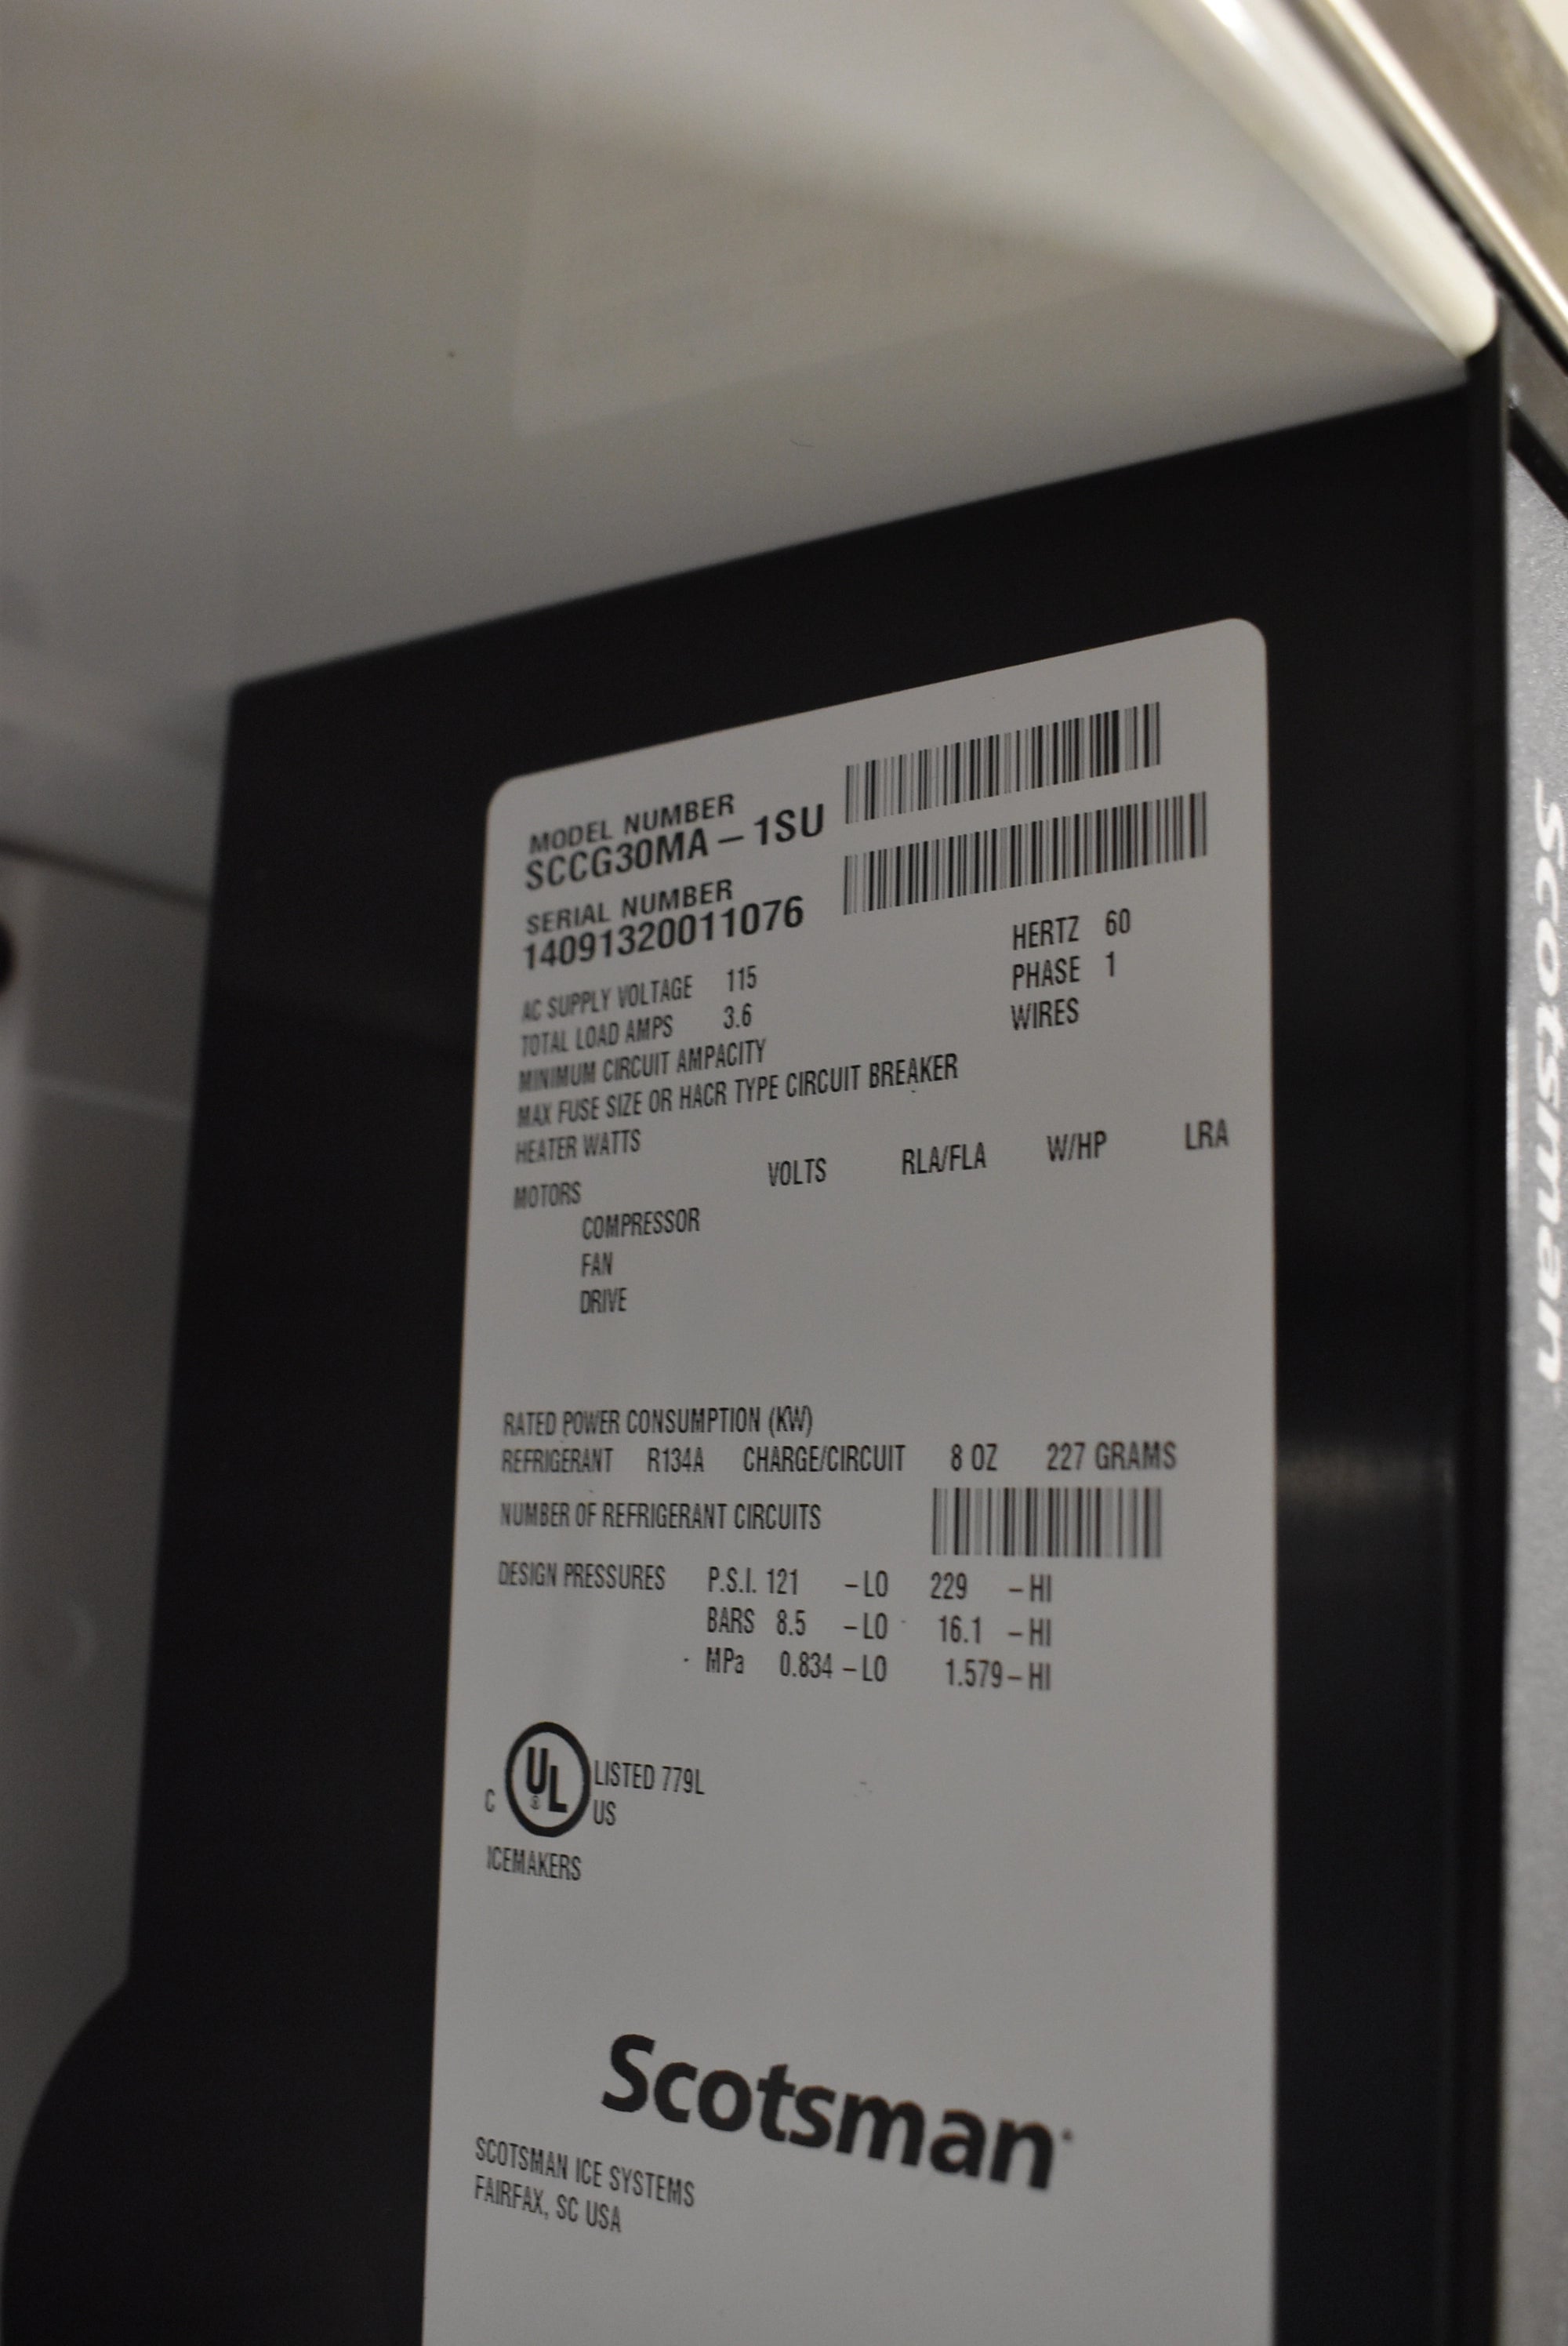 MODEL NUMBER
SCCG30MA – 1SU
SERIAL NUMBER
14091320011076
AC SUPPLY VOLTAGE 115 HERTZ 60
TOTAL LOAD AMPS 3.6 PHASE 1
MINIMUM CIRCUIT AMPACITY WIRES
MAX FUSE SIZE OR HACR TYPE CIRCUIT BREAKER
HEATER WATTS
MOTORS VOLTS RLA/FLA W/HP LRA
COMPRESSOR
FAN
DRIVE
RATED POWER CONSUMPTION (KW)
REFRIGERANT R134A CHARGE/CIRCUIT 8 OZ 227 GRAMS
NUMBER OF REFRIGERANT CIRCUITS
DESIGN PRESSURES P.S.I. 121 – LO 229 – HI
BARS 8.5 – LO 16.1 – HI
MPa 0.834 – LO 1.579 – HI
C UL ® LISTED 779L
US
ICEMAKERS
Scotsman®
SCOTSMAN ICE SYSTEMS
FAIRFAX, SC USA
Scotsman